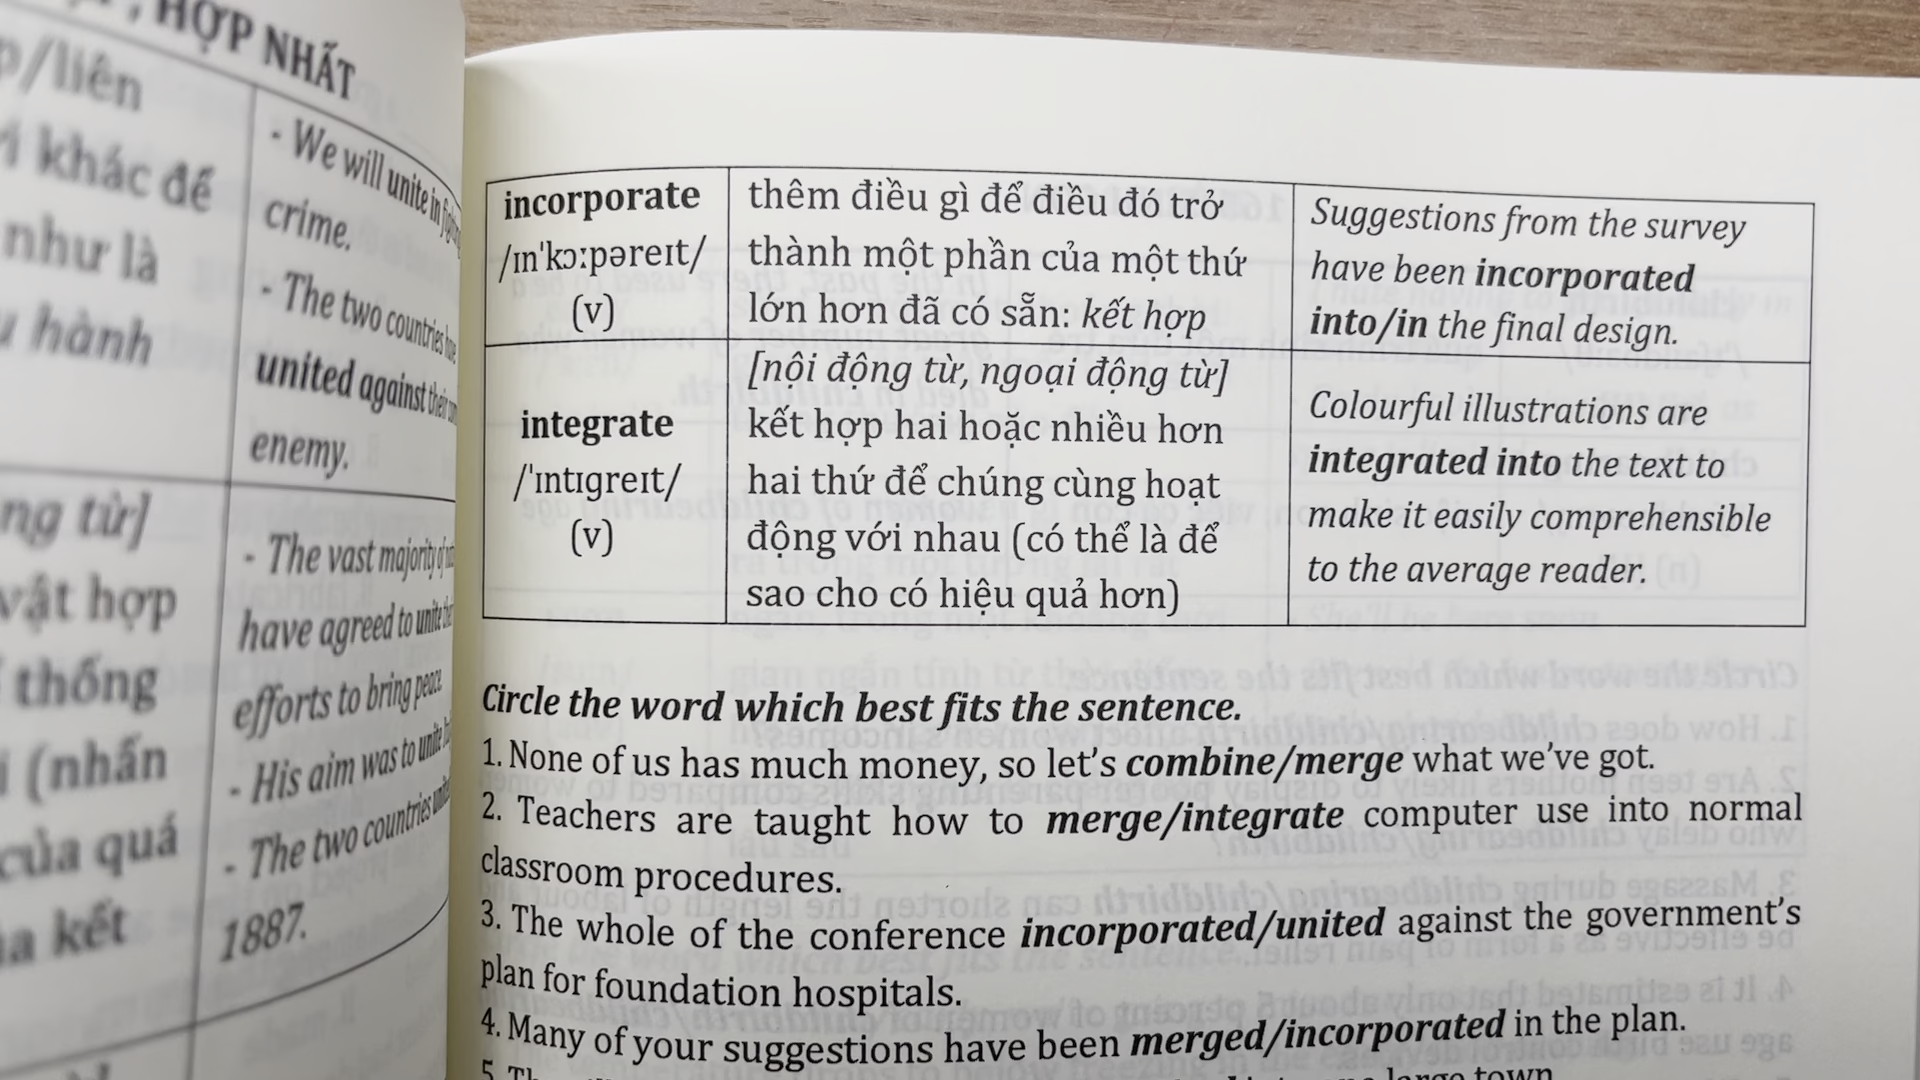 HỢP NHẤT
/liên
khác để
như là
hành
- We will unite in
crime.
- The two countries
united against their
enemy.
từ]
vật hợp
thống
(nhấn
của quá
kết
- The vast majority of
have agreed to unite
efforts to bring peace.
- His aim was to unite
- The two countries
1887.
incorporate
/ɪnˈkɔːpəreɪt/
(v)
thêm điều gì để điều đó trở
thành một phần của một thứ
lớn hơn đã có sẵn: kết hợp
Suggestions from the survey
have been incorporated
into/in the final design.
integrate
/ˈɪntɪgreɪt/
(v)
[nội động từ, ngoại động từ]
kết hợp hai hoặc nhiều hơn
hai thứ để chúng cùng hoạt
động với nhau (có thể là để
sao cho có hiệu quả hơn)
Colourful illustrations are
integrated into the text to
make it easily comprehensible
to the average reader.
Circle the word which best fits the sentence.
1. None of us has much money, so let's combine/merge what we've got.
2. Teachers are taught how to merge/integrate computer use into normal
classroom procedures.
3. The whole of the conference incorporated/united against the government's
plan for foundation hospitals.
4. Many of your suggestions have been merged/incorporated in the plan.
5. large town